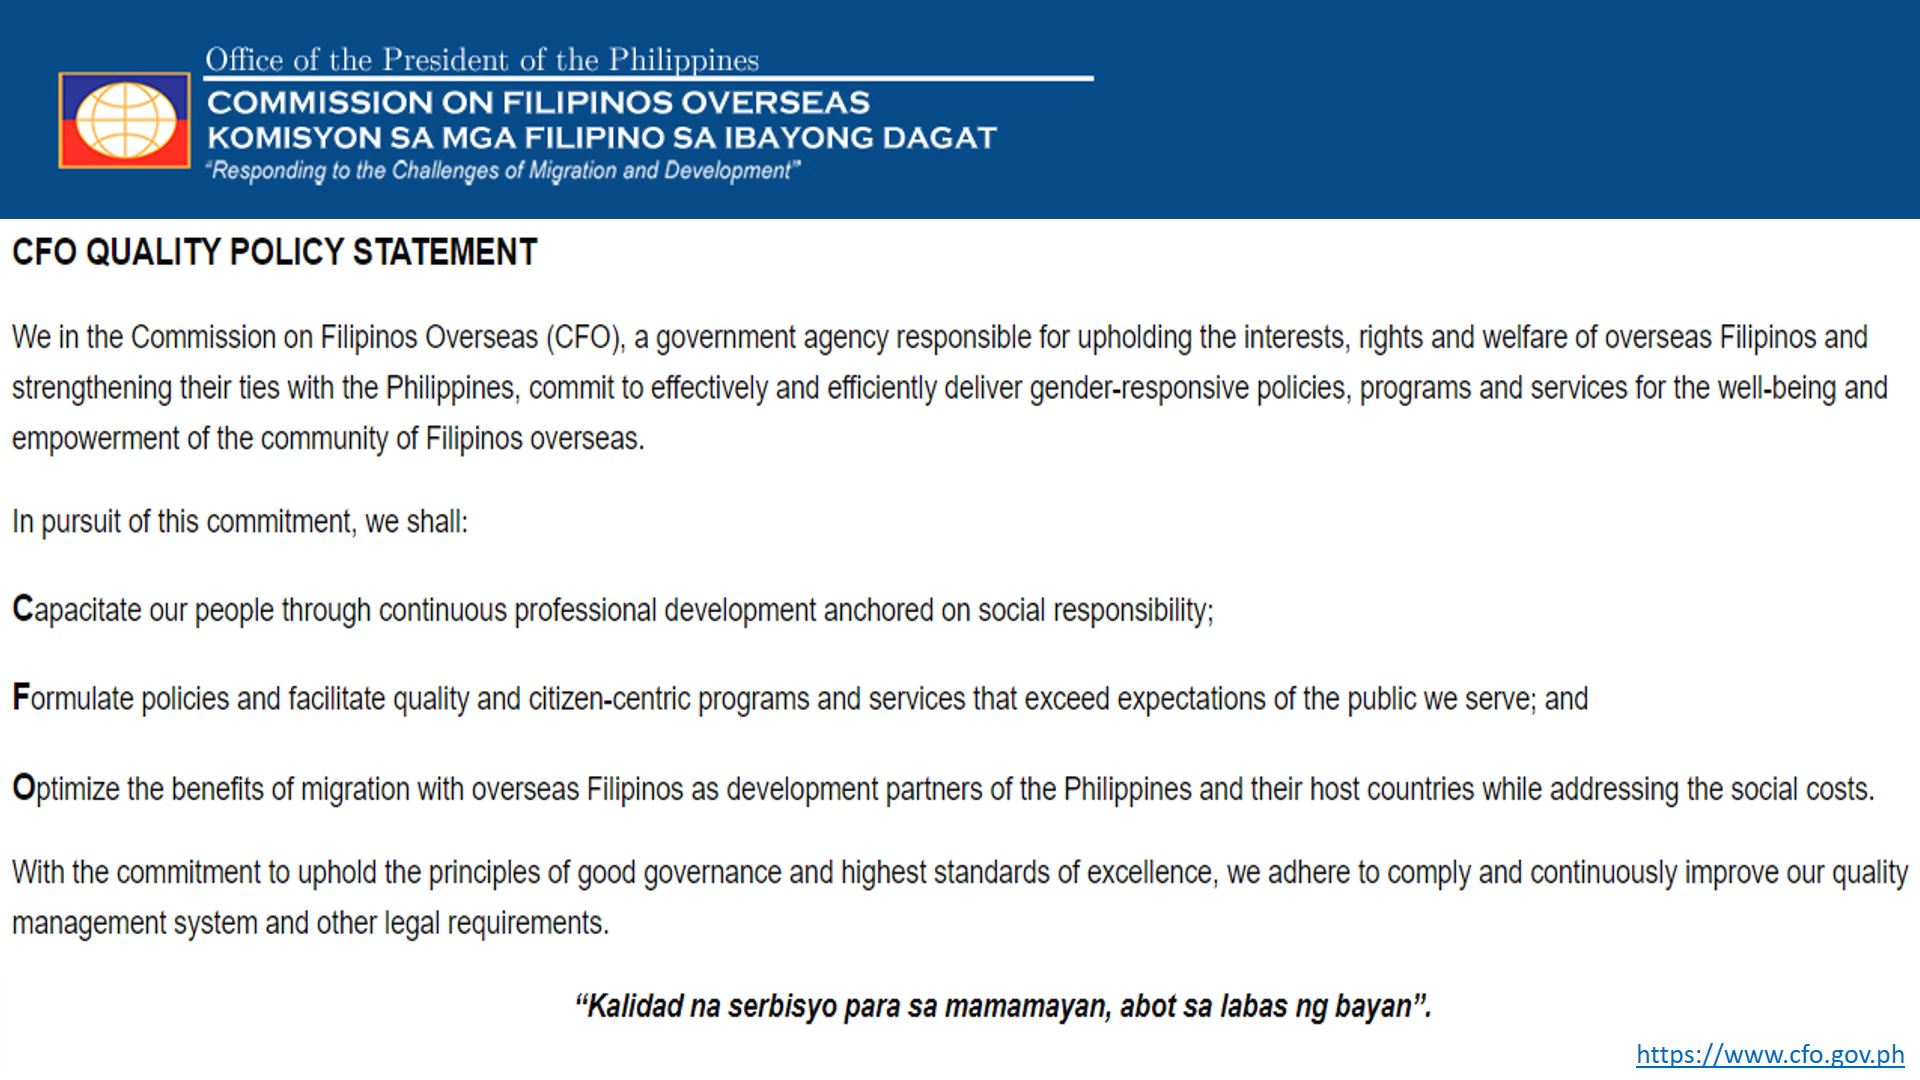 Office of the President of the Philippines
COMMISSION ON FILIPINOS OVERSEAS
KOMISYON SA MGA FILIPINO SA IBAYONG DAGAT
“Responding to the Challenges of Migration and Development”
CFO QUALITY POLICY STATEMENT
We in the Commission on Filipinos Overseas (CFO), a government agency responsible for upholding the interests, rights and welfare of overseas Filipinos and
strengthening their ties with the Philippines, commit to effectively and efficiently deliver gender-responsive policies, programs and services for the well-being and
empowerment of the community of Filipinos overseas.
In pursuit of this commitment, we shall:
Capacitate our people through continuous professional development anchored on social responsibility;
Formulate policies and facilitate quality and citizen-centric programs and services that exceed expectations of the public we serve; and
Optimize the benefits of migration with overseas Filipinos as development partners of the Philippines and their host countries while addressing the social costs.
With the commitment to uphold the principles of good governance and highest standards of excellence, we adhere to comply and continuously improve our quality
management system and other legal requirements.
“Kalidad na serbisyo para sa mamamayan, abot sa labas ng bayan”.
https://www.cfo.gov.ph